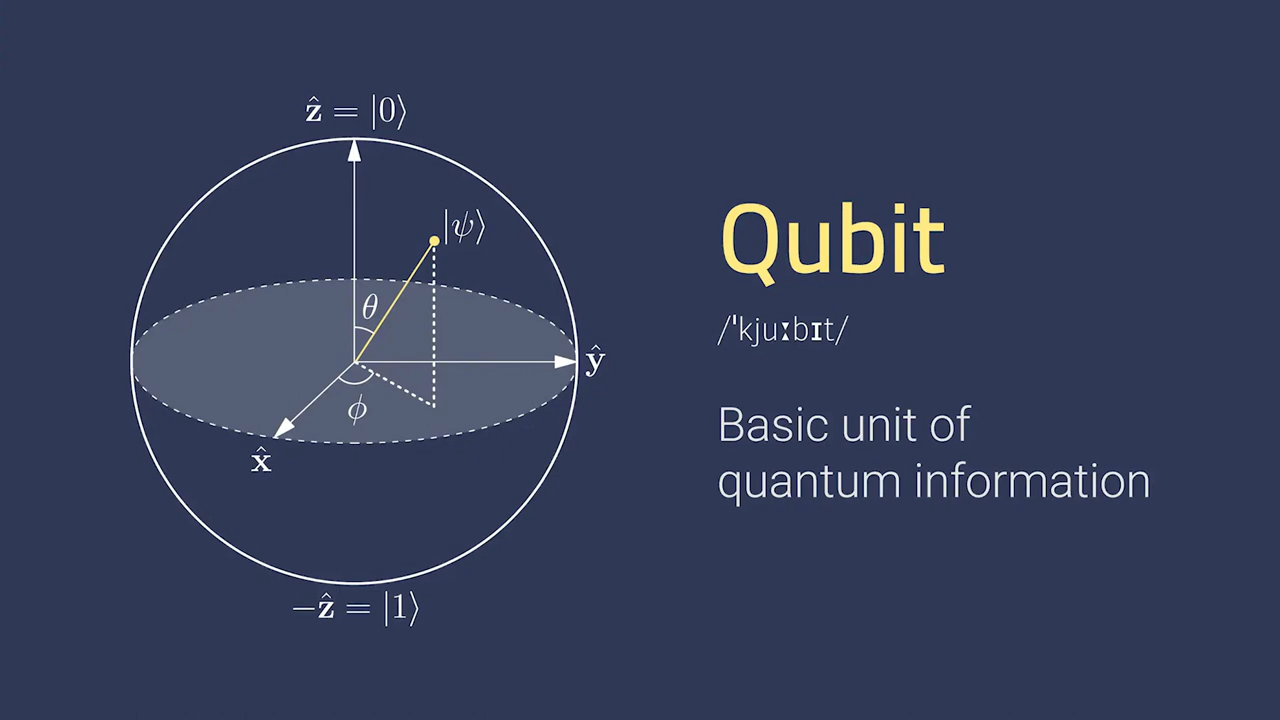 ẑ = |0⟩
|ψ⟩
θ
ŷ
ϕ
x̂
−ẑ = |1⟩
Qubit
/ˈkjuːbɪt/
Basic unit of
quantum information